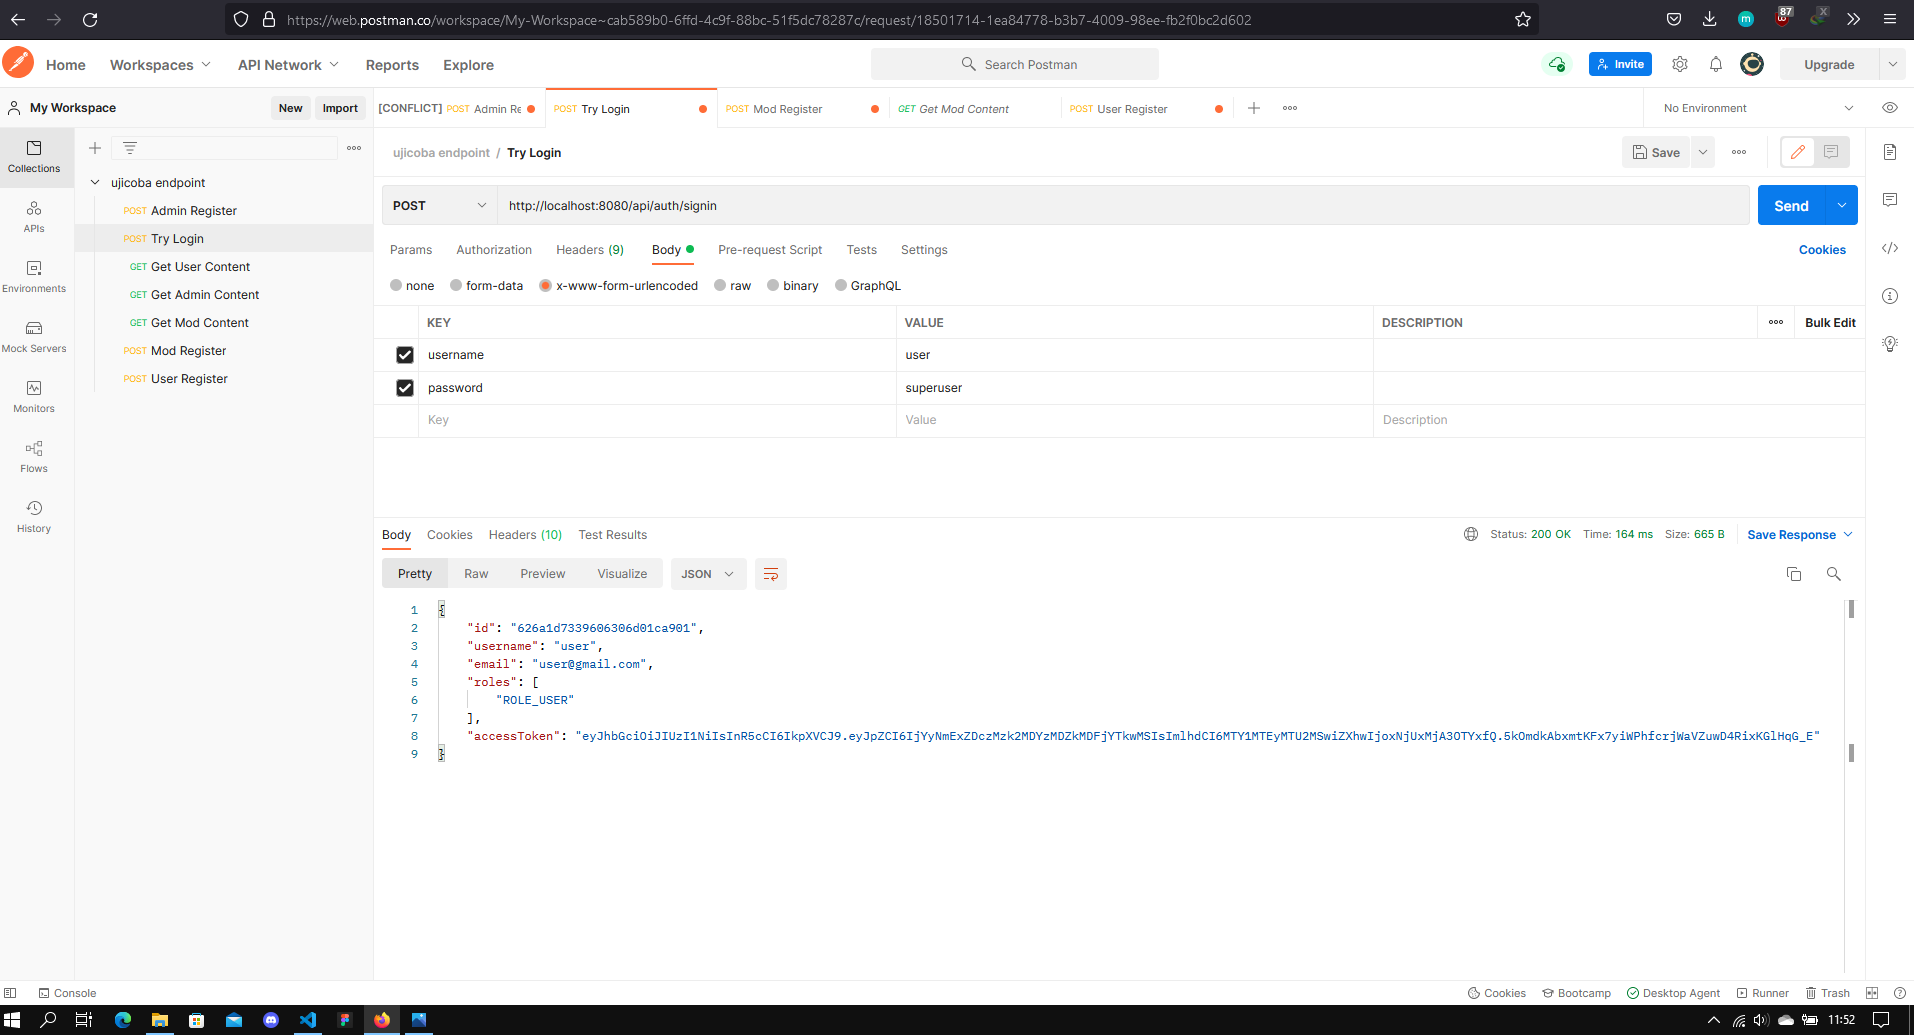 https://web.postman.co/workspace/My-Workspace~cab589b0-6ffd-4c9f-88bc-51f5dc78287c/request/18501714-1ea84778-b3b7-4009-98ee-fb2f0bc2d602
m
87
X
Home
Workspaces
API Network
Reports
Explore
Search Postman
Invite
Upgrade
My Workspace
New
Import
[CONFLICT] POST Admin Re
POST Try Login
POST Mod Register
GET Get Mod Content
POST User Register
No Environment
Collections
APIs
Environments
Mock Servers
Monitors
Flows
History
ujicoba endpoint
POST Admin Register
POST Try Login
GET Get User Content
GET Get Admin Content
GET Get Mod Content
POST Mod Register
POST User Register
ujicoba endpoint / Try Login
Save
POST
http://localhost:8080/api/auth/signin
Send
Params
Authorization
Headers (9)
Body
Pre-request Script
Tests
Settings
Cookies
none
form-data
x-www-form-urlencoded
raw
binary
GraphQL
KEY
VALUE
DESCRIPTION
Bulk Edit
username
user
password
superuser
Key
Value
Description
Body
Cookies
Headers (10)
Test Results
Status: 200 OK
Time: 164 ms
Size: 665 B
Save Response
Pretty
Raw
Preview
Visualize
JSON
1 {
2 "id": "626a1d7339606306d01ca901",
3 "username": "user",
4 "email": "user@gmail.com",
5 "roles": [
6 "ROLE_USER"
7 ],
8 "accessToken": "eyJhbGciOiJIUzI1NiIsInR5cCI6IkpXVCJ9.eyJpZCI6IjYyNmExZDczMzk2MDYzMDZkMDFjYTkwMSIsImlhdCI6MTY1MTEyMTU2MSwiZXhwIjoxNjUxMjA3OTYxfQ.5kOmdkAbxmtKFx7yiWPhfcrjWaVZuwD4RixKGlHqG_E"
9 }
Console
Cookies
Bootcamp
Desktop Agent
Runner
Trash
11:52